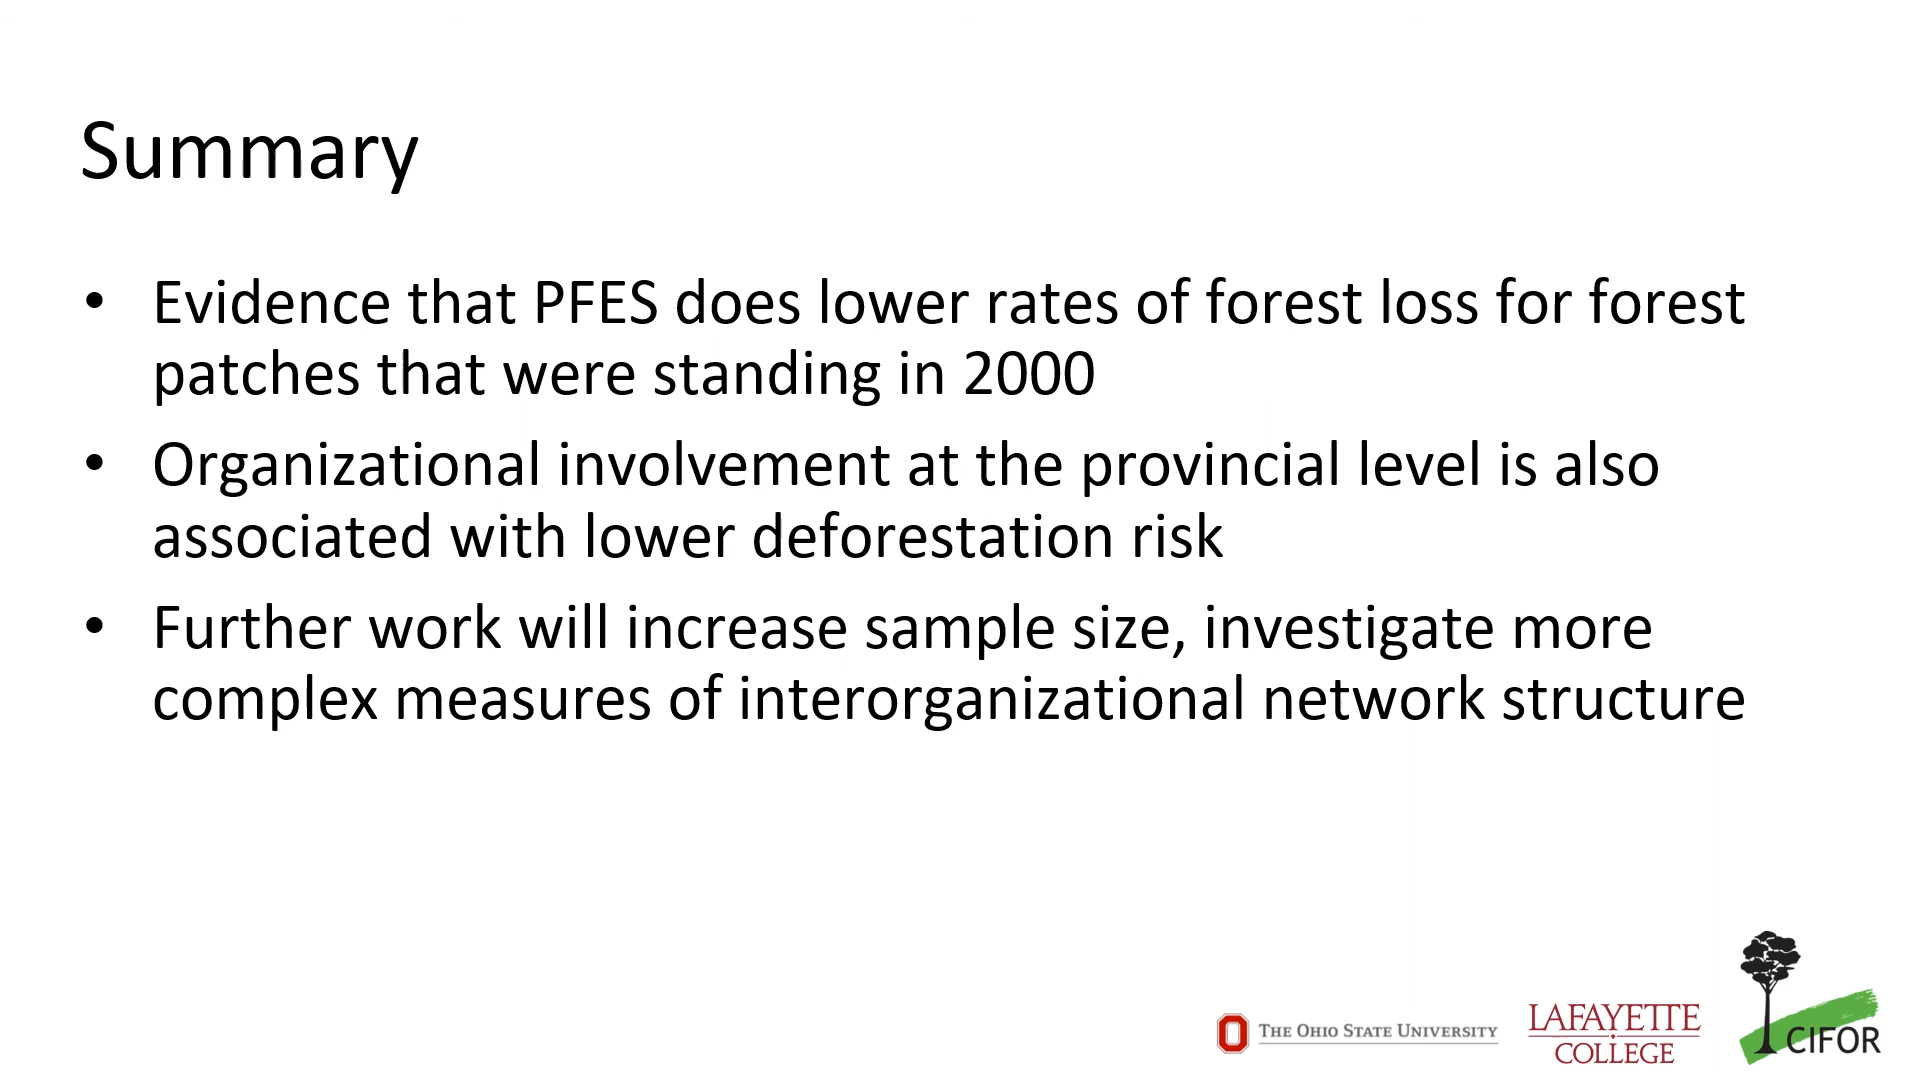 Summary
• Evidence that PFES does lower rates of forest loss for forest
patches that were standing in 2000
• Organizational involvement at the provincial level is also
associated with lower deforestation risk
• Further work will increase sample size, investigate more
complex measures of interorganizational network structure
THE OHIO STATE UNIVERSITY
LAFAYETTE
COLLEGE
CIFOR